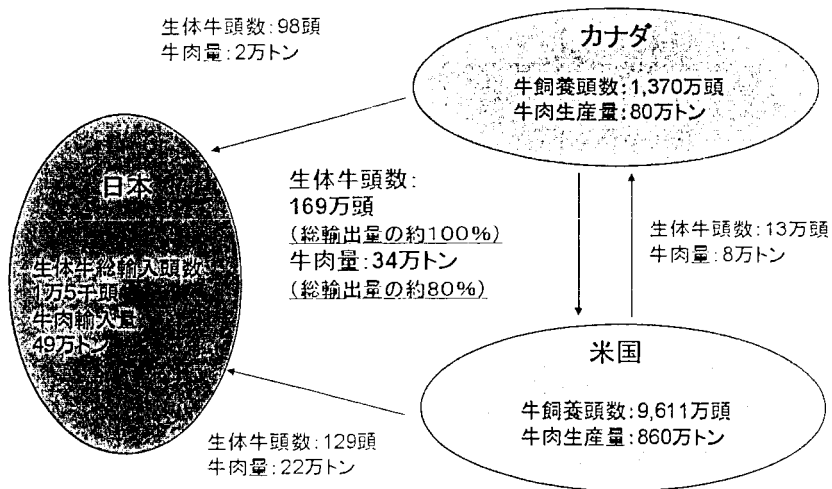 生体牛頭数:98頭
牛肉量:2万トン
カナダ
牛飼養頭数:1,370万頭
牛肉生産量:80万トン
日本
生体牛総輸入頭数
1万5千頭
牛肉輸入量
49万トン
生体牛頭数:
169万頭
(総輸出量の約100%)
牛肉量:34万トン
(総輸出量の約80%)
生体牛頭数:13万頭
牛肉量:8万トン
米国
牛飼養頭数:9,611万頭
牛肉生産量:860万トン
生体牛頭数:129頭
牛肉量:22万トン